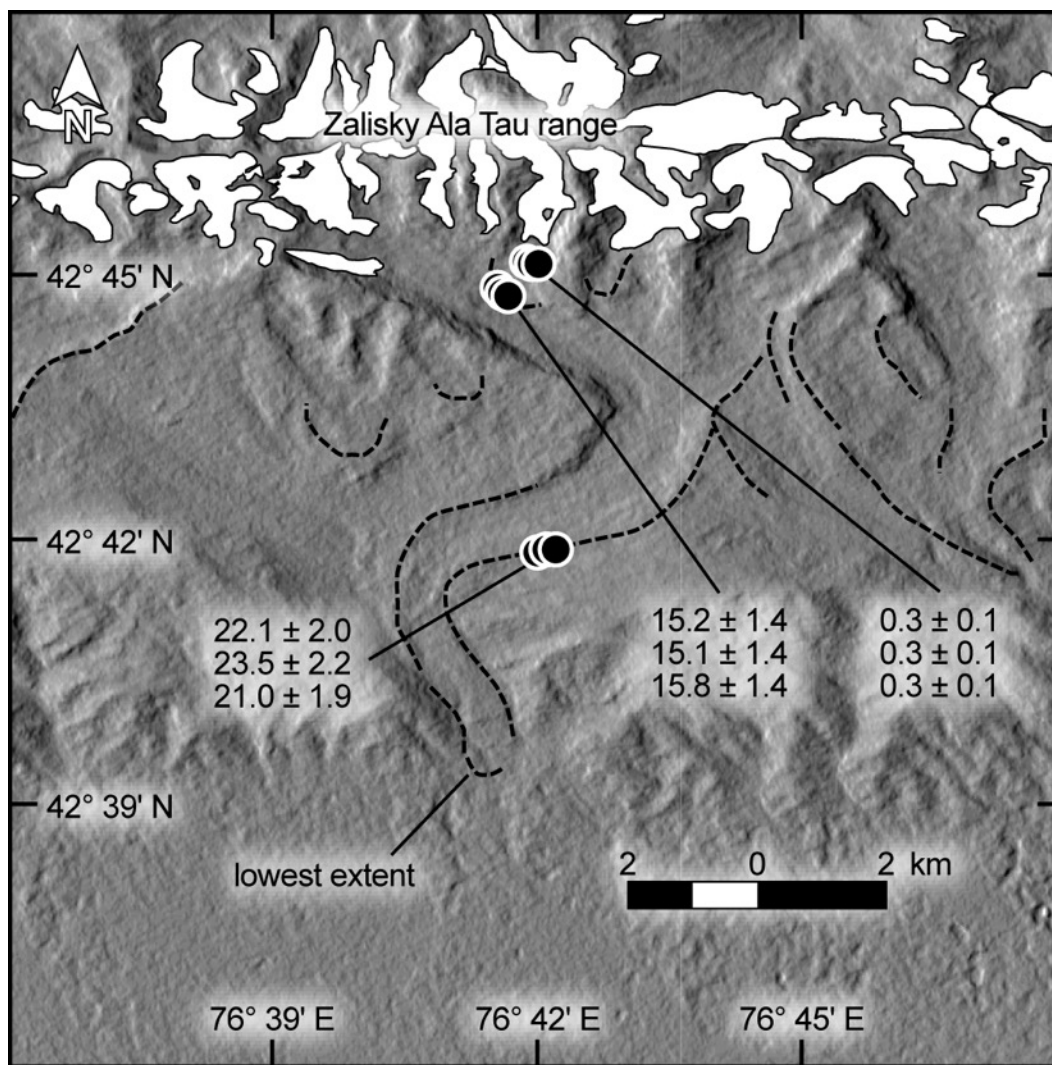 N
Zalisky Ala Tau range
42° 45' N
42° 42' N
22.1 ± 2.0
23.5 ± 2.2
21.0 ± 1.9
15.2 ± 1.4
15.1 ± 1.4
15.8 ± 1.4
0.3 ± 0.1
0.3 ± 0.1
0.3 ± 0.1
42° 39' N
lowest extent
2 0 2 km
76° 39' E 76° 42' E 76° 45' E